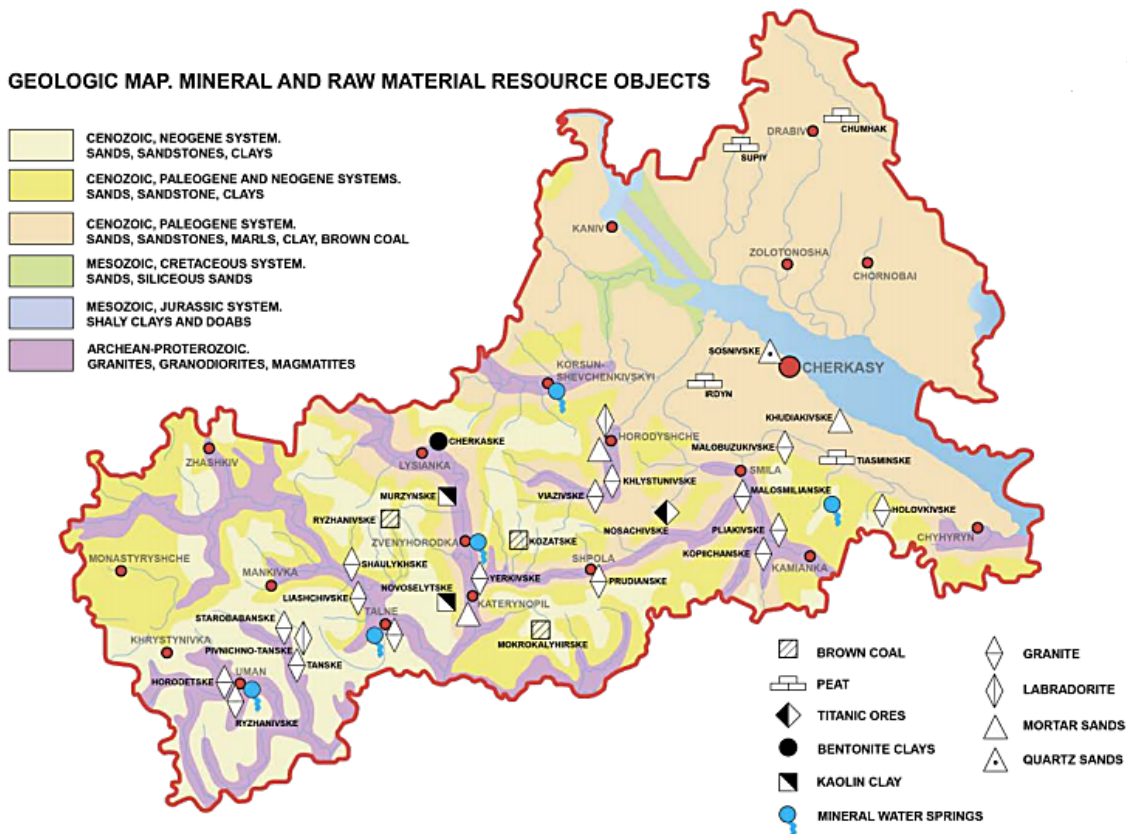 GEOLOGIC MAP. MINERAL AND RAW MATERIAL RESOURCE OBJECTS
CENOZOIC, NEOGENE SYSTEM.
SANDS, SANDSTONES, CLAYS
CENOZOIC, PALEOGENE AND NEOGENE SYSTEMS.
SANDS, SANDSTONE, CLAYS
CENOZOIC, PALEOGENE SYSTEM.
SANDS, SANDSTONES, MARLS, CLAY, BROWN COAL
MESOZOIC, CRETACEOUS SYSTEM.
SANDS, SILICEOUS SANDS
MESOZOIC, JURASSIC SYSTEM.
SHALY CLAYS AND DOABS
ARCHEAN-PROTEROZOIC.
GRANITES, GRANODIORITES, MAGMATITES
CHUMHAK
DRABIV
SUPIY
KANIV
ZOLOTONOSHA
CHORNOBAI
SOSNIVSKE
CHERKASY
KORSUN-
SHEVCHENKIVSKYI
IRDYN
KHUDIAKIVSKE
HORODYSHCHE
MALOBUZUKIVSKE
CHERKASKE
LYSIANKA
ZHASHKIV
TIASMINSKE
SMILA
KHLYSTUNIVSKE
VIAZIVSKE
MALOSMILIANSKE
MURZYNSKE
RYZHANIVSKE
HOLOVKIVSKE
NOSACHIVSKE
PLIAKIVSKE
CHYHYRYN
ZVENYHORODKA
KOZATSKE
KOPIICHANSKE
KAMIANKA
MONASTYRYSHCHE
SHAULYKHSKE
SHPOLA
MANKIVKA
NOVOSELYTSKE
YERKIVSKE
PRUDIANSKE
LIASHCHIVSKE
KATERYNOPIL
STAROBABANSKE
TALNE
KHRYSTYNIVKA
PIVNICHNO-TANSKE
MOKROKALYHIRSKE
TANSKE
UMAN
HORODETSKE
RYZHANIVSKE
BROWN COAL
PEAT
TITANIC ORES
BENTONITE CLAYS
KAOLIN CLAY
MINERAL WATER SPRINGS
GRANITE
LABRADORITE
MORTAR SANDS
QUARTZ SANDS